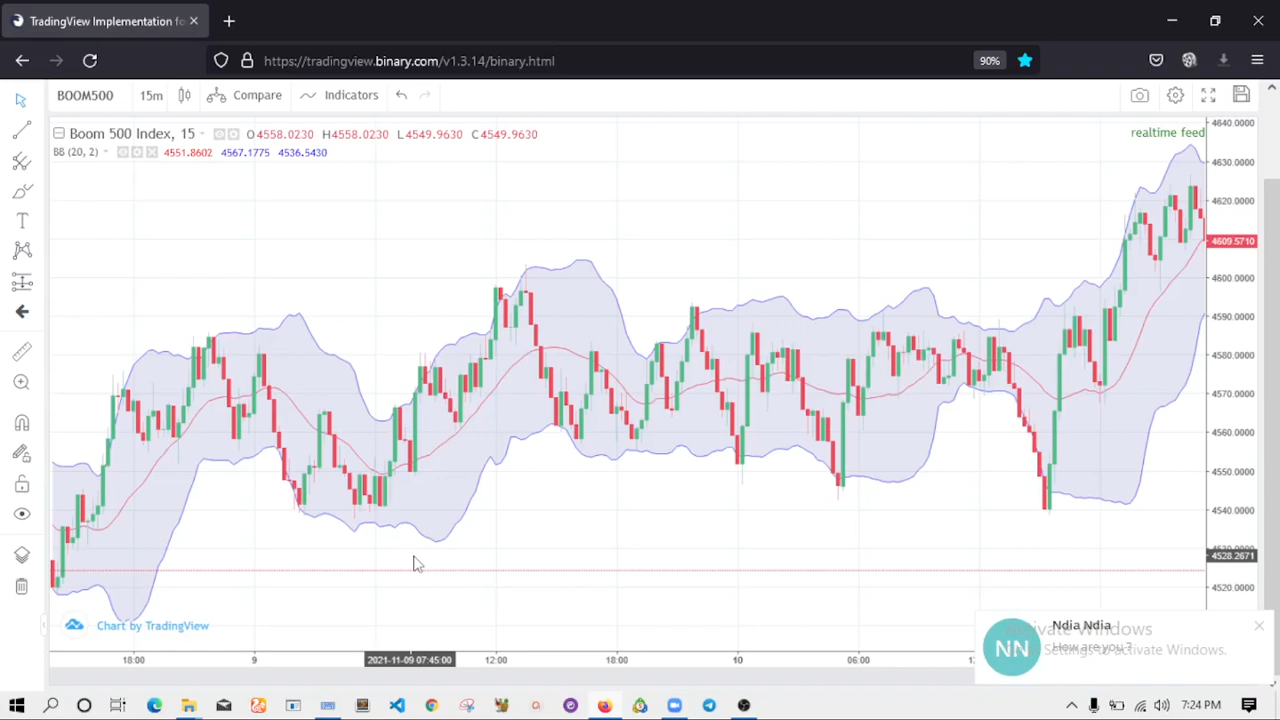 TradingView Implementation fo
https://tradingview.binary.com/v1.3.14/binary.html
90%
BOOM500
15m
Compare
Indicators
Boom 500 Index, 15
O4558.0230 H4558.0230 L4549.9630 C4549.9630
BB (20, 2)
4551.8602 4567.1775 4536.5430
realtime feed
4640.0000
4630.0000
4620.0000
4609.5710
4600.0000
4590.0000
4580.0000
4570.0000
4560.0000
4550.0000
4540.0000
4528.2671
4520.0000
Chart by TradingView
18:00
9
2021-11-09 07:45:00
12:00
18:00
10
06:00
NN
Ndia Ndia
How are you ?
Activate Windows
Settings to activate Windows.
7:24 PM